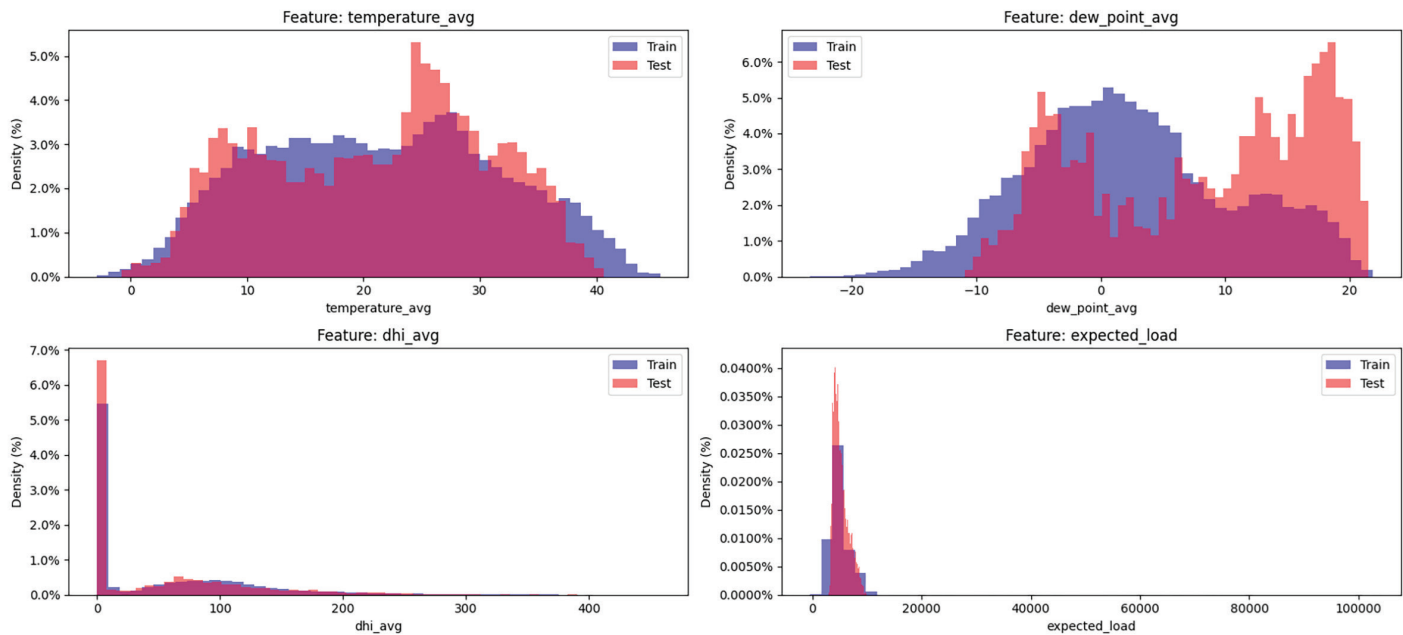 Feature: temperature_avg
Train
Test
Density (%)
5.0%
4.0%
3.0%
2.0%
1.0%
0.0%
0
10
20
30
40
temperature_avg
Feature: dew_point_avg
Train
Test
Density (%)
6.0%
5.0%
4.0%
3.0%
2.0%
1.0%
0.0%
−20
−10
0
10
20
dew_point_avg
Feature: dhi_avg
Train
Test
Density (%)
7.0%
6.0%
5.0%
4.0%
3.0%
2.0%
1.0%
0.0%
0
100
200
300
400
dhi_avg
Feature: expected_load
Train
Test
Density (%)
0.0400%
0.0350%
0.0300%
0.0250%
0.0200%
0.0150%
0.0100%
0.0050%
0.0000%
0
20000
40000
60000
80000
100000
expected_load